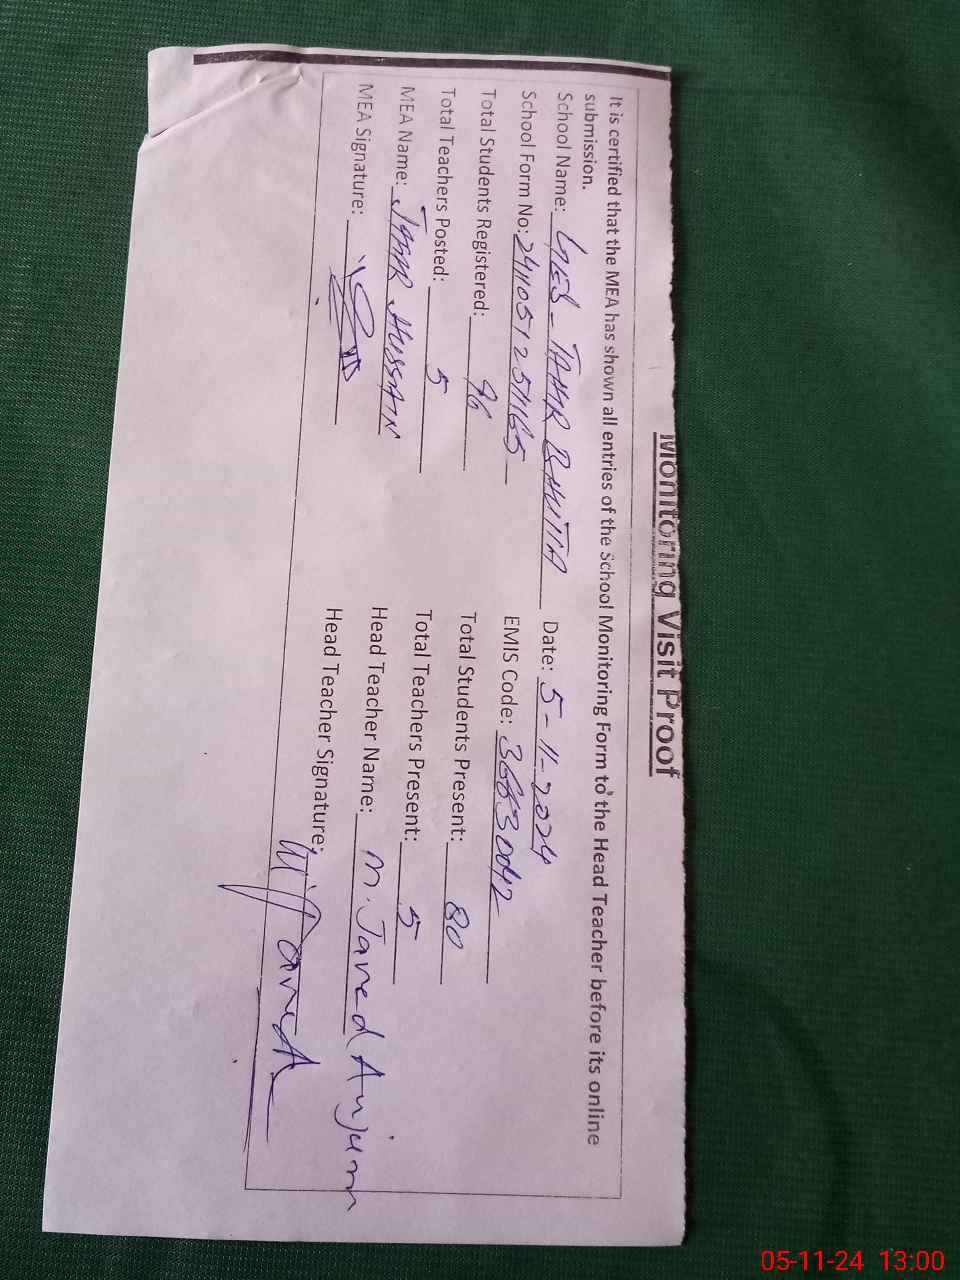 Monitoring Visit Proof
It is certified that the MEA has shown all entries of the School Monitoring Form to the Head Teacher before its online
submission.
School Name: GES - TAHIR BHUTTA Date: 5-11-2024
School Form No: EMIS Code:
Total Students Registered: 96 Total Students Present: 80
Total Teachers Posted: 5 Total Teachers Present: 5
MEA Name: HUSSAIN Head Teacher Name: M. Javed Anjum
MEA Signature: Head Teacher Signature:
05-11-24 13:00